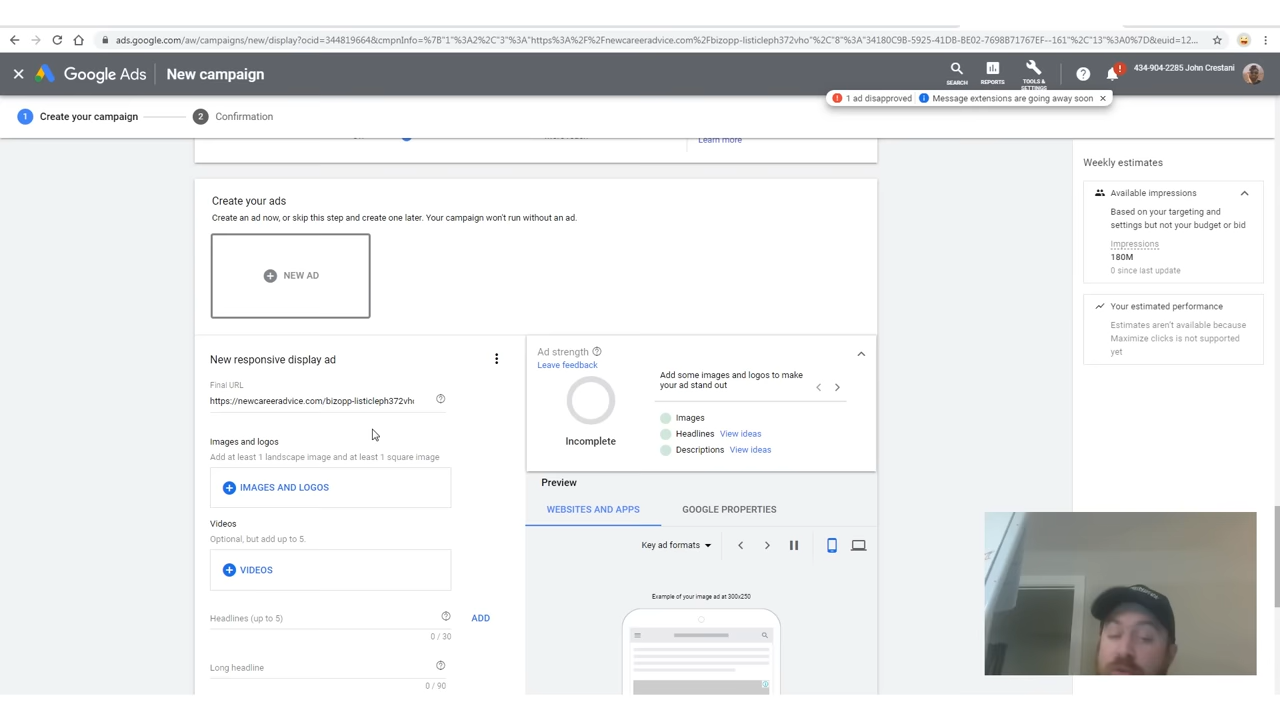 ads.google.com/aw/campaigns/new/display?ocid=344819664&cmpnInfo=%7B"1"%3A2%2C"3"%3A"https%3A%2F%2Fnewcareeradvice.com%2Fbizopp-listicleph372vho"%2C"8"%3A"34180C9B-5925-41DB-BE02-7698B71767EF--161"%2C"13"%3A0%7D&euid=12...
Google Ads
New campaign
SEARCH
REPORTS
TOOLS & SETTINGS
434-904-2285 John Crestani
1 ad disapproved
Message extensions are going away soon
1 Create your campaign
2 Confirmation
Learn more
Create your ads
Create an ad now, or skip this step and create one later. Your campaign won't run without an ad.
NEW AD
New responsive display ad
Final URL
https://newcareeradvice.com/bizopp-listicleph372vho
Images and logos
Add at least 1 landscape image and at least 1 square image
IMAGES AND LOGOS
Videos
Optional, but add up to 5.
VIDEOS
Headlines (up to 5)
ADD
0 / 30
Long headline
0 / 90
Ad strength
Leave feedback
Incomplete
Add some images and logos to make
your ad stand out
Images
Headlines View ideas
Descriptions View ideas
Preview
WEBSITES AND APPS
GOOGLE PROPERTIES
Key ad formats
Example of your image ad at 300x250
Weekly estimates
Available impressions
Based on your targeting and
settings but not your budget or bid
Impressions
180M
0 since last update
Your estimated performance
Estimates aren't available because
Maximize clicks is not supported
yet